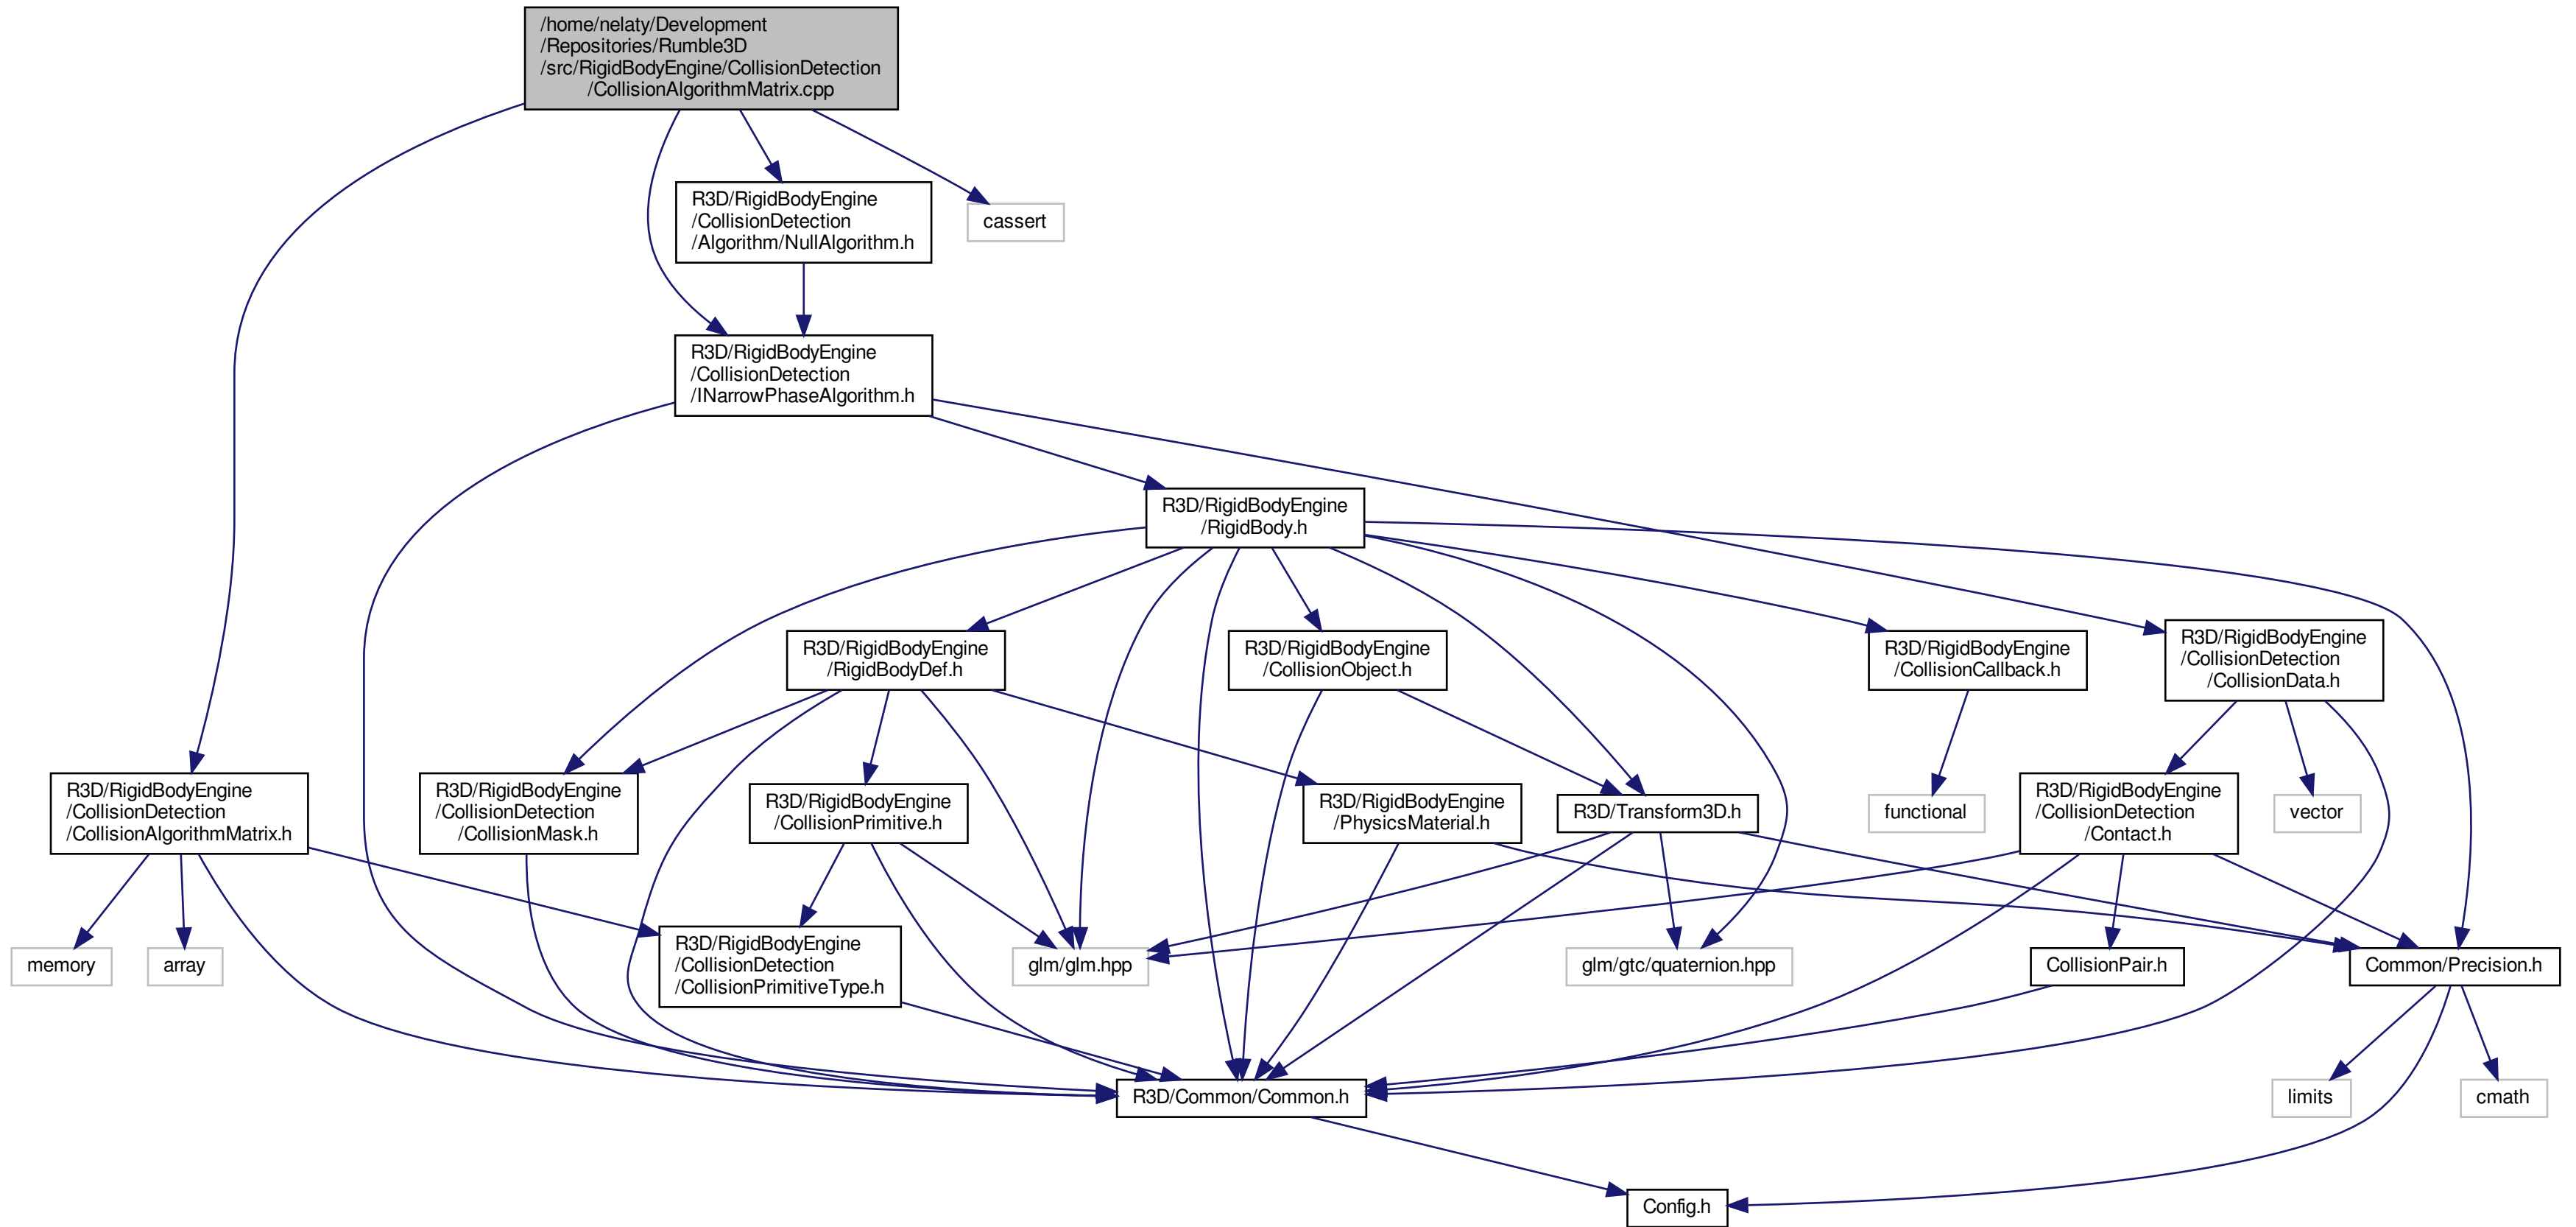 /home/nelaty/Development
/Repositories/Rumble3D
/src/RigidBodyEngine/CollisionDetection
/CollisionAlgorithmMatrix.cpp
R3D/RigidBodyEngine
/CollisionDetection
/Algorithm/NullAlgorithm.h
cassert
R3D/RigidBodyEngine
/CollisionDetection
/INarrowPhaseAlgorithm.h
R3D/RigidBodyEngine
/RigidBody.h
R3D/RigidBodyEngine
/RigidBodyDef.h
R3D/RigidBodyEngine
/CollisionObject.h
R3D/RigidBodyEngine
/CollisionCallback.h
R3D/RigidBodyEngine
/CollisionDetection
/CollisionData.h
R3D/RigidBodyEngine
/CollisionDetection
/CollisionAlgorithmMatrix.h
R3D/RigidBodyEngine
/CollisionDetection
/CollisionMask.h
R3D/RigidBodyEngine
/CollisionPrimitive.h
R3D/RigidBodyEngine
/PhysicsMaterial.h
R3D/Transform3D.h
functional
R3D/RigidBodyEngine
/CollisionDetection
/Contact.h
vector
memory
array
R3D/RigidBodyEngine
/CollisionDetection
/CollisionPrimitiveType.h
glm/glm.hpp
glm/gtc/quaternion.hpp
CollisionPair.h
Common/Precision.h
R3D/Common/Common.h
limits
cmath
Config.h